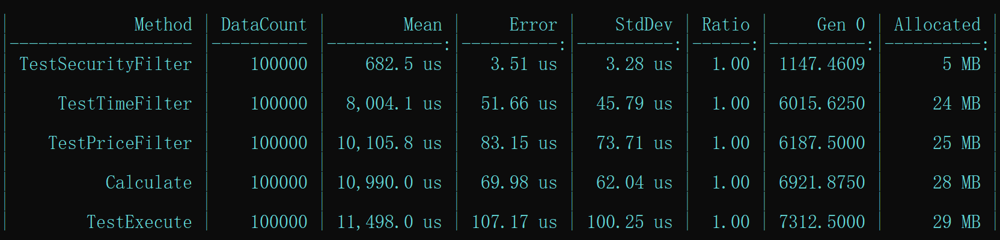 | Method | DataCount | Mean | Error | StdDev | Ratio | Gen 0 | Allocated |
|------------------- |---------- |------------:|----------:|----------:|------:|----------:|----------:|
| TestSecurityFilter | 100000 | 682.5 us | 3.51 us | 3.28 us | 1.00 | 1147.4609 | 5 MB |
| | | | | | | | |
| TestTimeFilter | 100000 | 8,004.1 us | 51.66 us | 45.79 us | 1.00 | 6015.6250 | 24 MB |
| | | | | | | | |
| TestPriceFilter | 100000 | 10,105.8 us | 83.15 us | 73.71 us | 1.00 | 6187.5000 | 25 MB |
| | | | | | | | |
| Calculate | 100000 | 10,990.0 us | 69.98 us | 62.04 us | 1.00 | 6921.8750 | 28 MB |
| | | | | | | | |
| TestExecute | 100000 | 11,498.0 us | 107.17 us | 100.25 us | 1.00 | 7312.5000 | 29 MB |